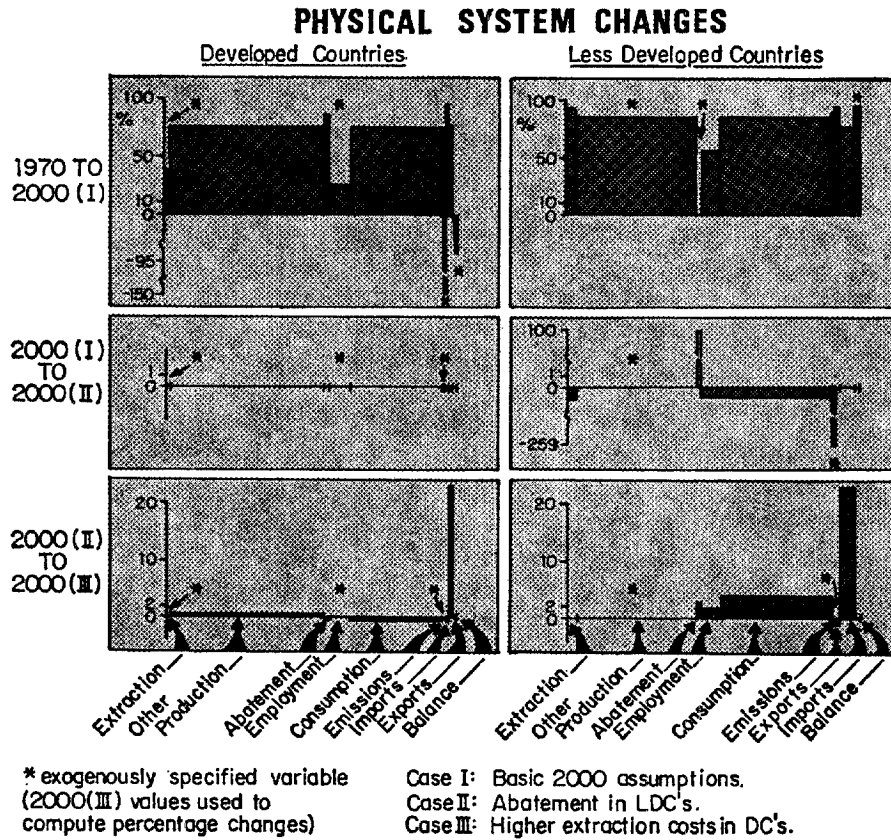 PHYSICAL SYSTEM CHANGES
Developed Countries
Less Developed Countries
1970 TO
2000 (I)
100
%
50
10
0
-95
-150
100
%
50
10
0
2000 (I)
TO
2000 (II)
1
0
100
1
0
-259
2000 (II)
TO
2000 (III)
20
10
2
0
20
10
2
0
Extraction
Other
Production
Abatement
Employment
Consumption
Emissions
Imports
Exports
Balance
Extraction
Other
Production
Abatement
Employment
Consumption
Emissions
Exports
Imports
Balance
* exogenously specified variable
(2000(III) values used to
compute percentage changes)
Case I: Basic 2000 assumptions.
Case II: Abatement in LDC's.
Case III: Higher extraction costs in DC's.